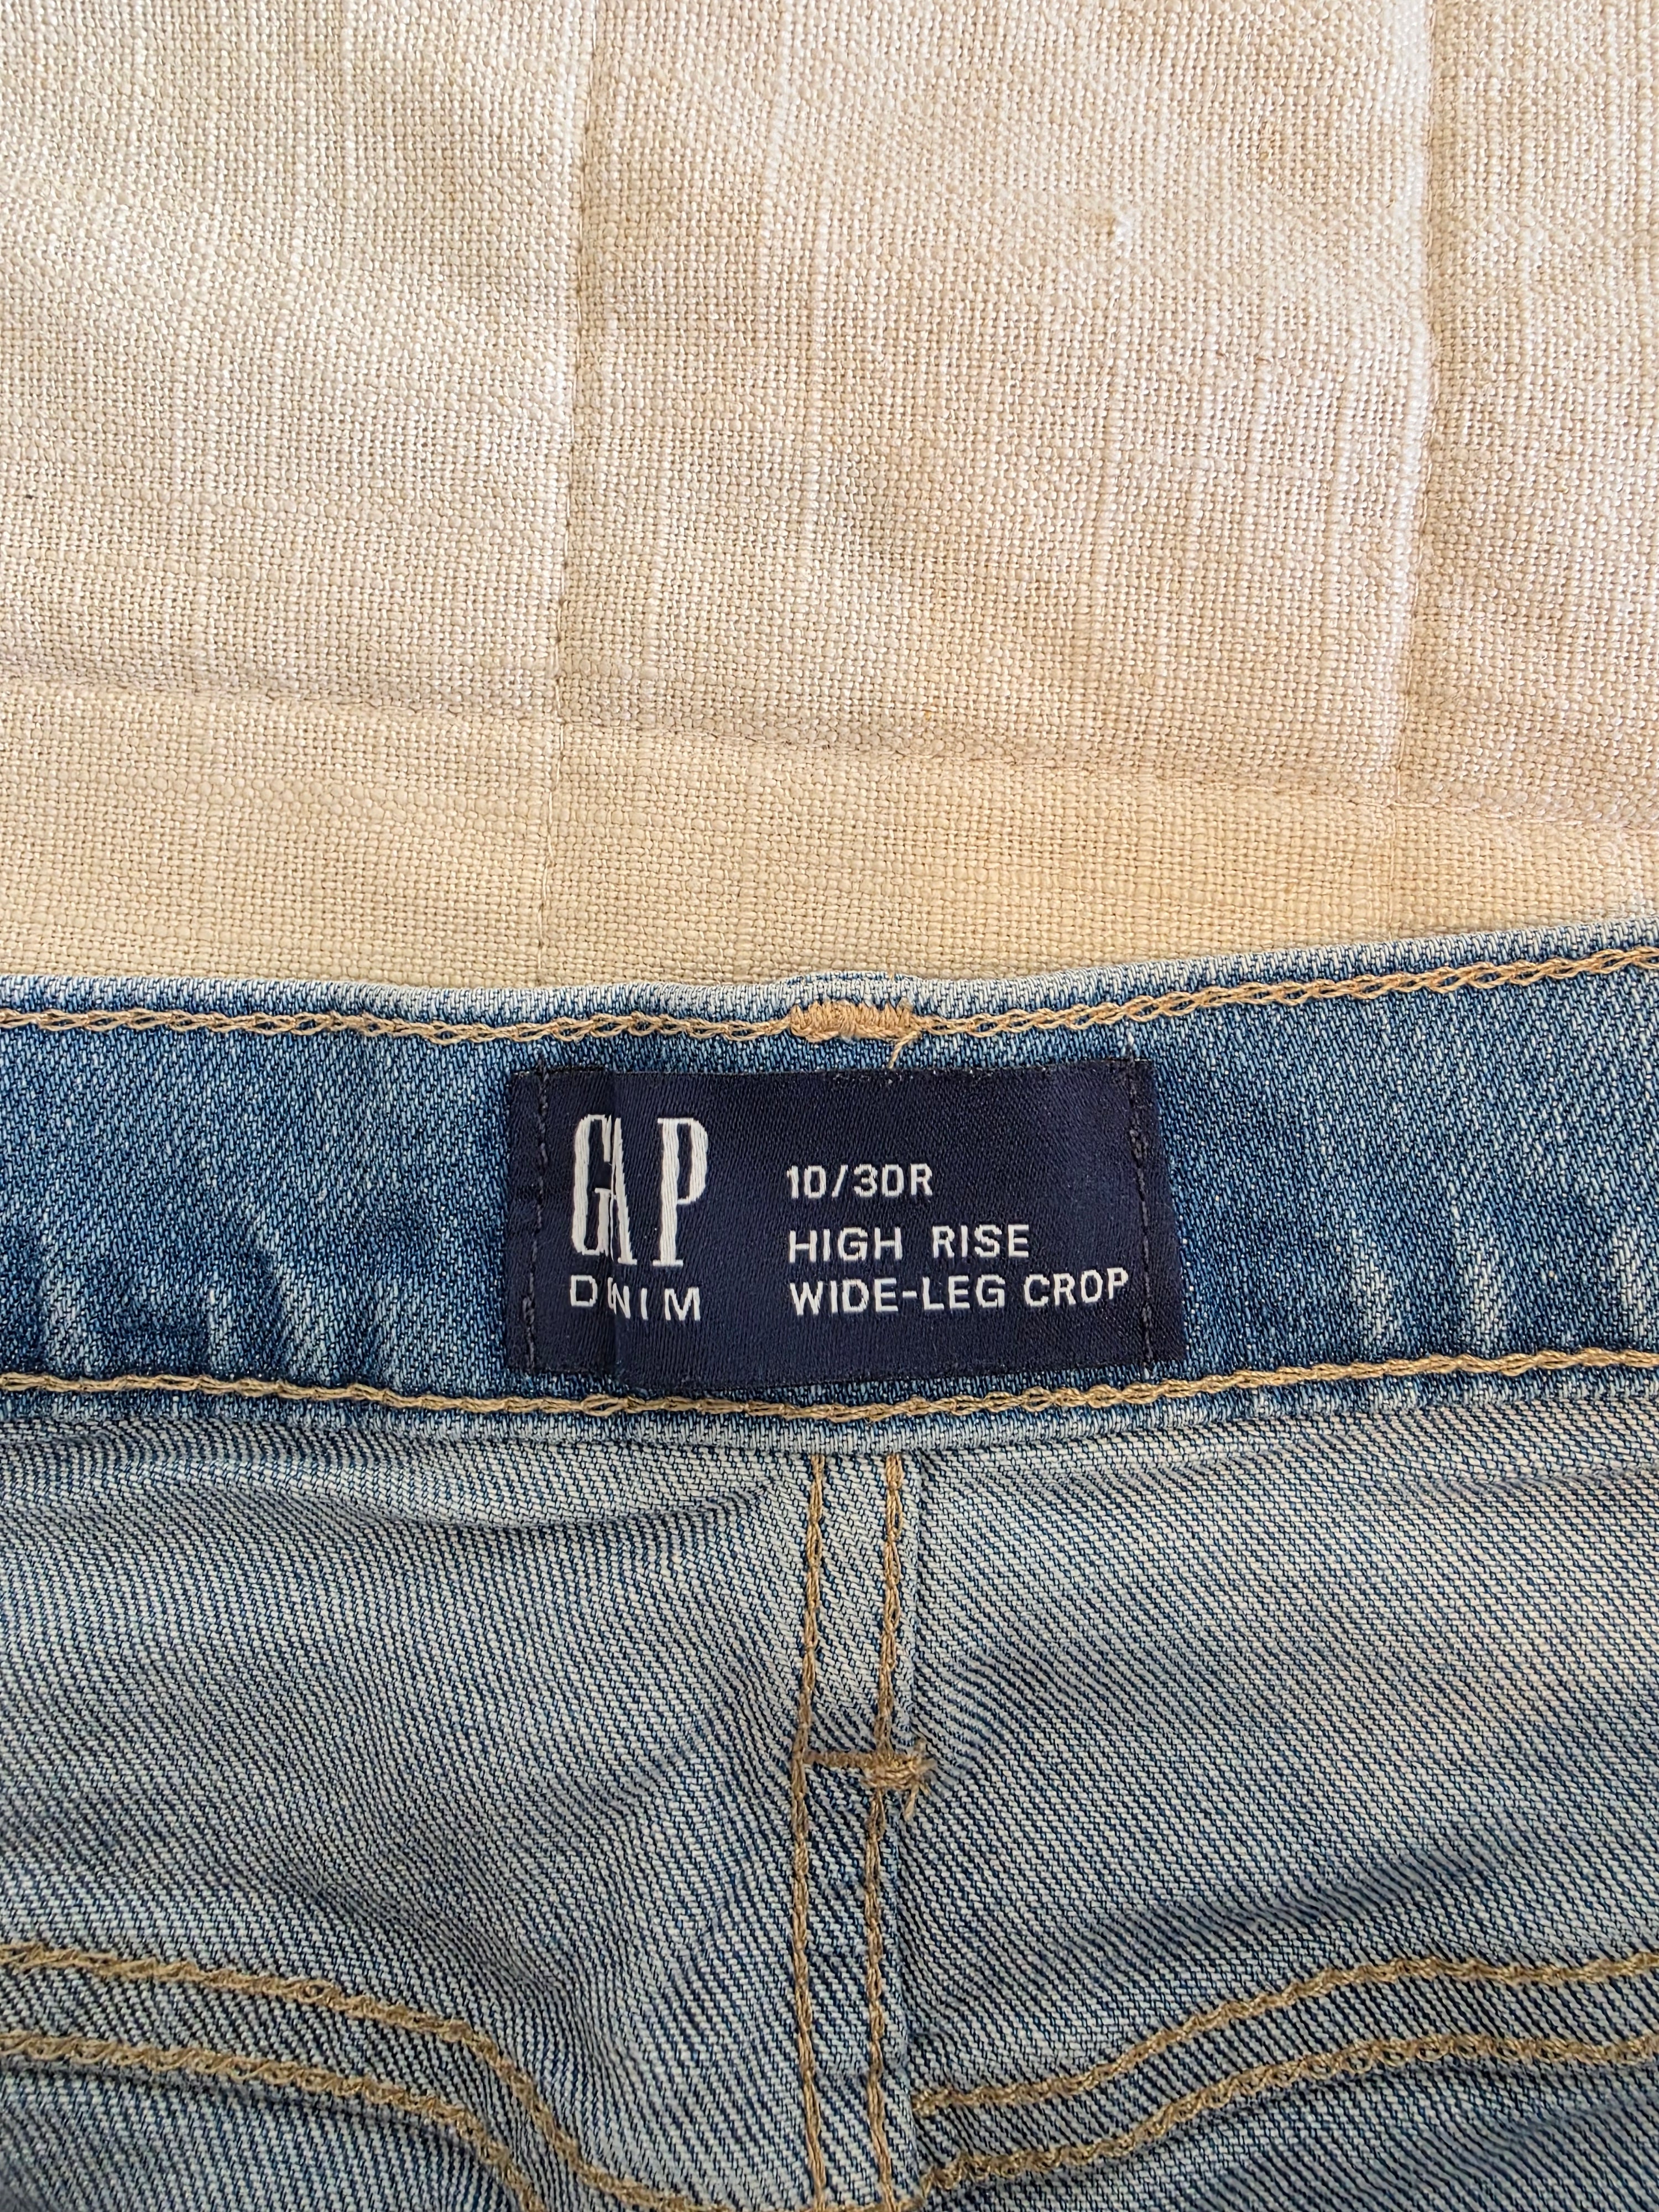 GAP
DENIM
10/30R
HIGH RISE
WIDE-LEG CROP